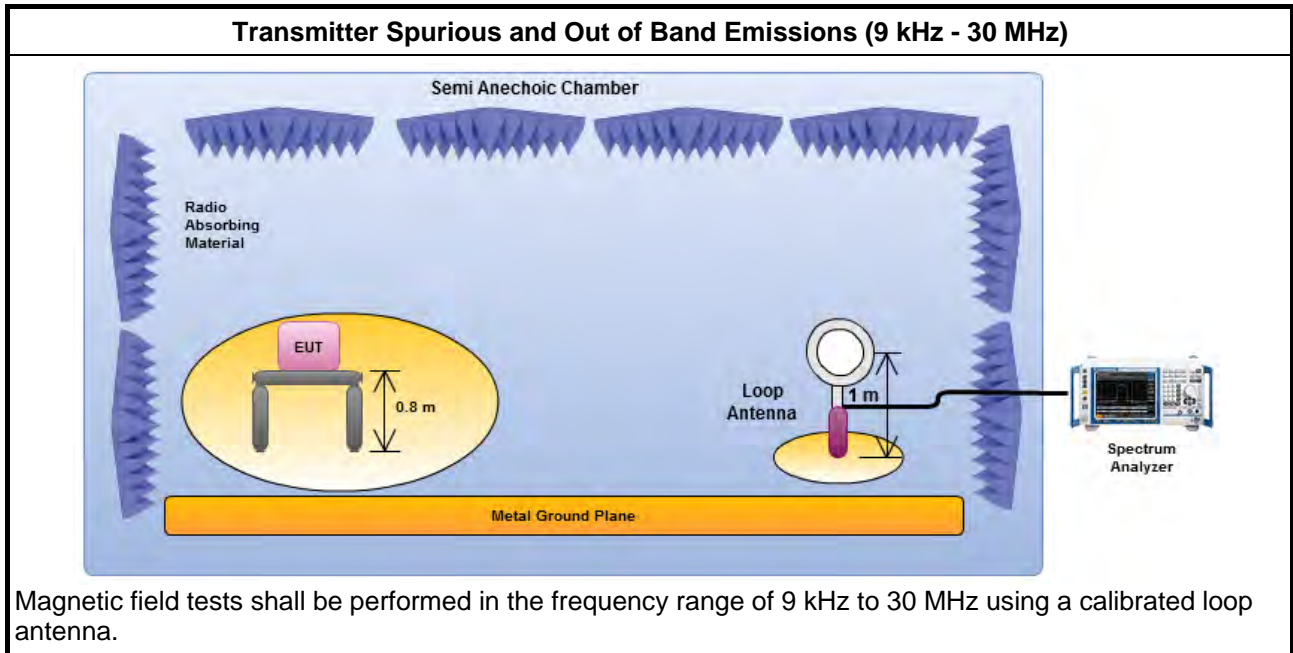 Transmitter Spurious and Out of Band Emissions (9 kHz - 30 MHz)
Semi Anechoic Chamber
Radio
Absorbing
Material
EUT
0.8 m
Loop
Antenna
1 m
Spectrum
Analyzer
Metal Ground Plane
Magnetic field tests shall be performed in the frequency range of 9 kHz to 30 MHz using a calibrated loop
antenna.